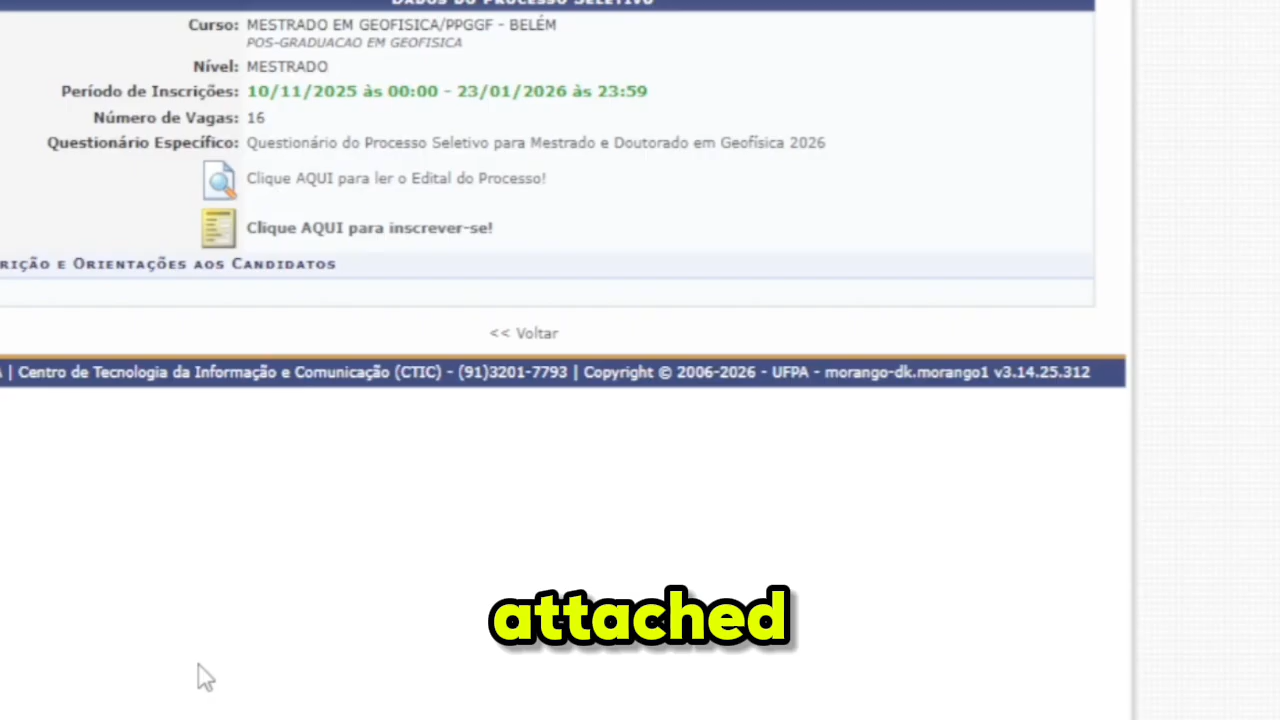 DADOS DO PROCESSO SELETIVO
Curso: MESTRADO EM GEOFISICA/PPGGF - BELÉM
POS-GRADUACAO EM GEOFISICA
Nível: MESTRADO
Período de Inscrições: 10/11/2025 às 00:00 - 23/01/2026 às 23:59
Número de Vagas: 16
Questionário Específico: Questionário do Processo Seletivo para Mestrado e Doutorado em Geofísica 2026
Clique AQUI para ler o Edital do Processo!
Clique AQUI para inscrever-se!
RIÇÃO E ORIENTAÇÕES AOS CANDIDATOS
<< Voltar
| Centro de Tecnologia da Informação e Comunicação (CTIC) - (91)3201-7793 | Copyright © 2006-2026 - UFPA - morango-dk.morango1 v3.14.25.312
attached